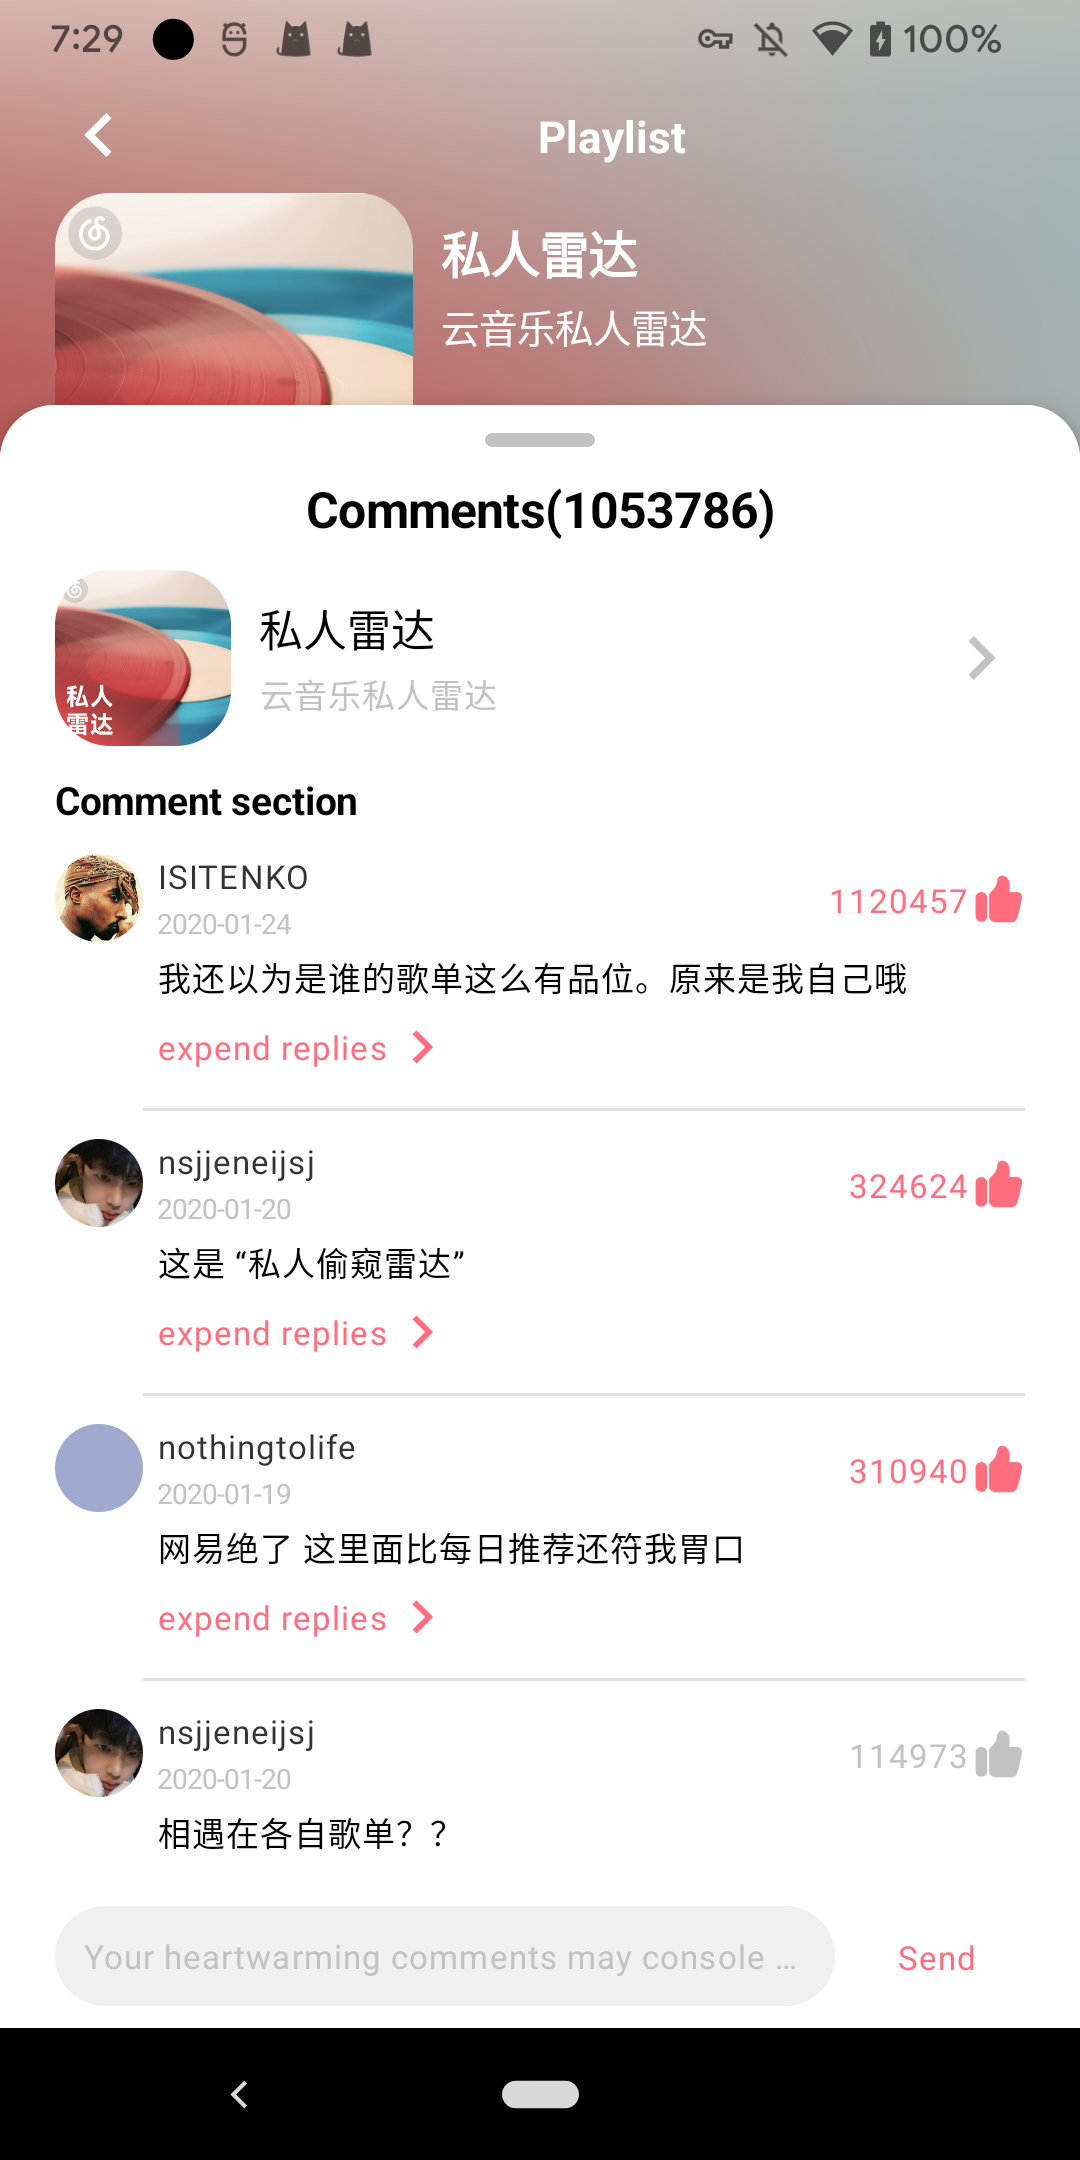 7:29
100%
Playlist
私人雷达
云音乐私人雷达
Comments(1053786)
私人雷达
云音乐私人雷达
私人
雷达
Comment section
ISITENKO
2020-01-24
1120457
我还以为是谁的歌单这么有品位。原来是我自己哦
expend replies
nsjjeneijsj
2020-01-20
324624
这是 “私人偷窥雷达”
expend replies
nothingtolife
2020-01-19
310940
网易绝了 这里面比每日推荐还符我胃口
expend replies
nsjjeneijsj
2020-01-20
114973
相遇在各自歌单？？
Your heartwarming comments may console ...
Send